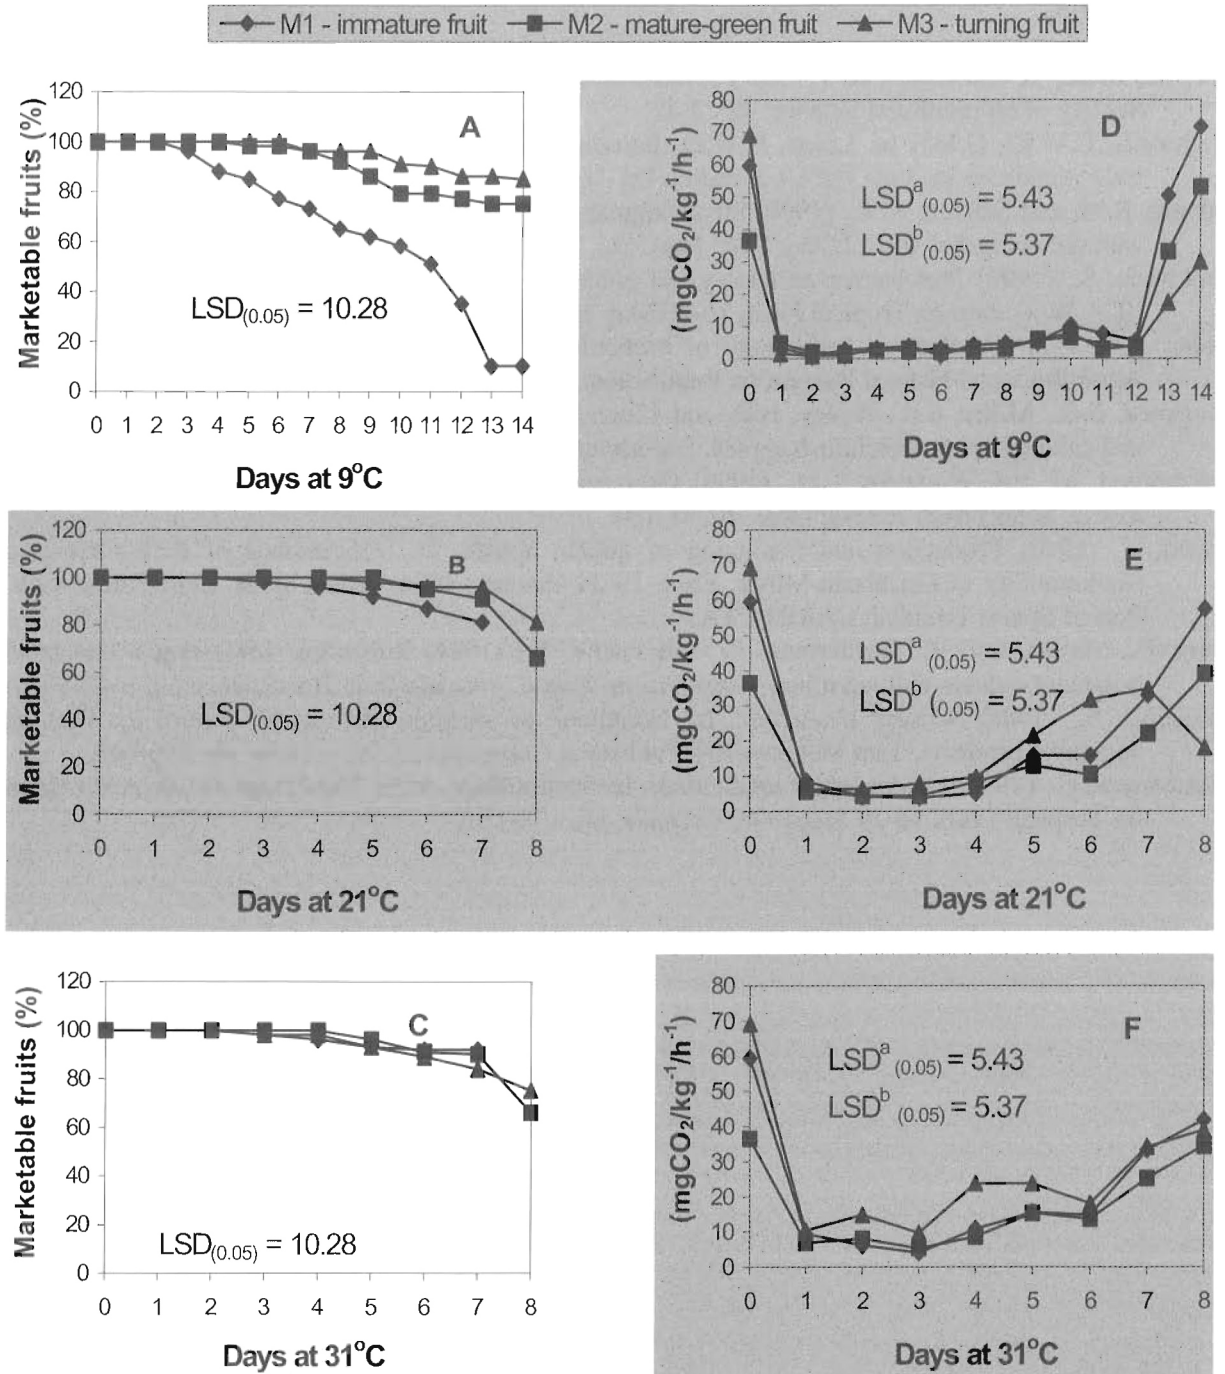 M1 - immature fruit M2 - mature-green fruit M3 - turning fruit
Marketable fruits (%)
120
100
80
60
40
20
0
A
LSD(0.05) = 10.28
0 1 2 3 4 5 6 7 8 9 10 11 12 13 14
Days at 9°C
(mgCO2/kg-1/h-1)
80
70
60
50
40
30
20
10
0
D
LSDa(0.05) = 5.43
LSDb(0.05) = 5.37
0 1 2 3 4 5 6 7 8 9 10 11 12 13 14
Days at 9°C
Marketable fruits (%)
120
100
80
60
40
20
0
B
LSD(0.05) = 10.28
0 1 2 3 4 5 6 7 8
Days at 21°C
(mgCO2/kg-1/h-1)
80
70
60
50
40
30
20
10
0
E
LSDa(0.05) = 5.43
LSDb(0.05) = 5.37
0 1 2 3 4 5 6 7 8
Days at 21°C
Marketable fruits (%)
120
100
80
60
40
20
0
C
LSD(0.05) = 10.28
0 1 2 3 4 5 6 7 8
Days at 31°C
(mgCO2/kg-1/h-1)
80
70
60
50
40
30
20
10
0
F
LSDa (0.05) = 5.43
LSDb (0.05) = 5.37
0 1 2 3 4 5 6 7 8
Days at 31°C